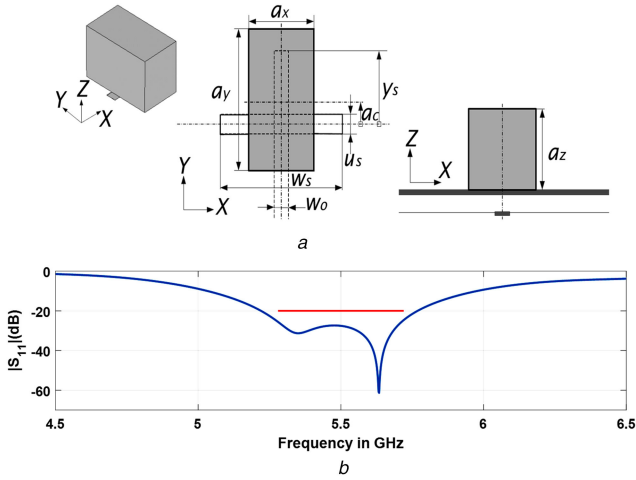 Y Z X
aₓ
a_y
y_s
a_c
u_s
w_s
w_o
Y
X
Z
X
a_z
a
|S₁₁|(dB)
0
-20
-40
-60
4.5 5 5.5 6 6.5
Frequency in GHz
b